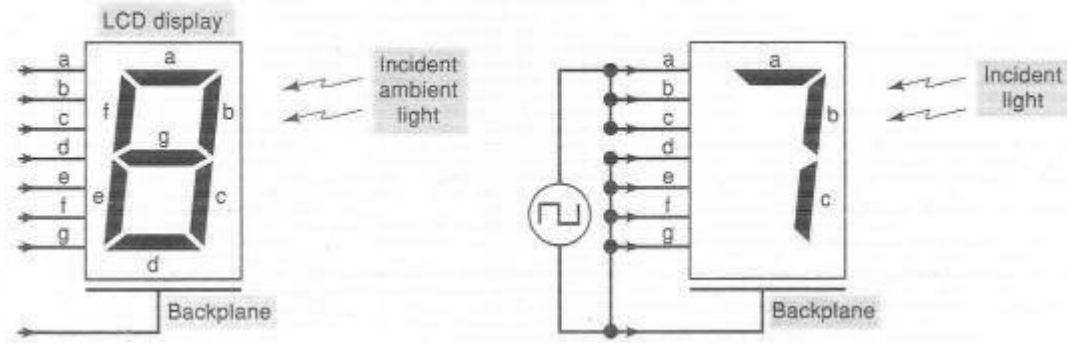 LCD display
a
b
c
d
e
f
g
a
f
b
g
e
c
d
Incident
ambient
light
Backplane
a
b
c
d
e
f
g
a
b
c
Incident
light
Backplane